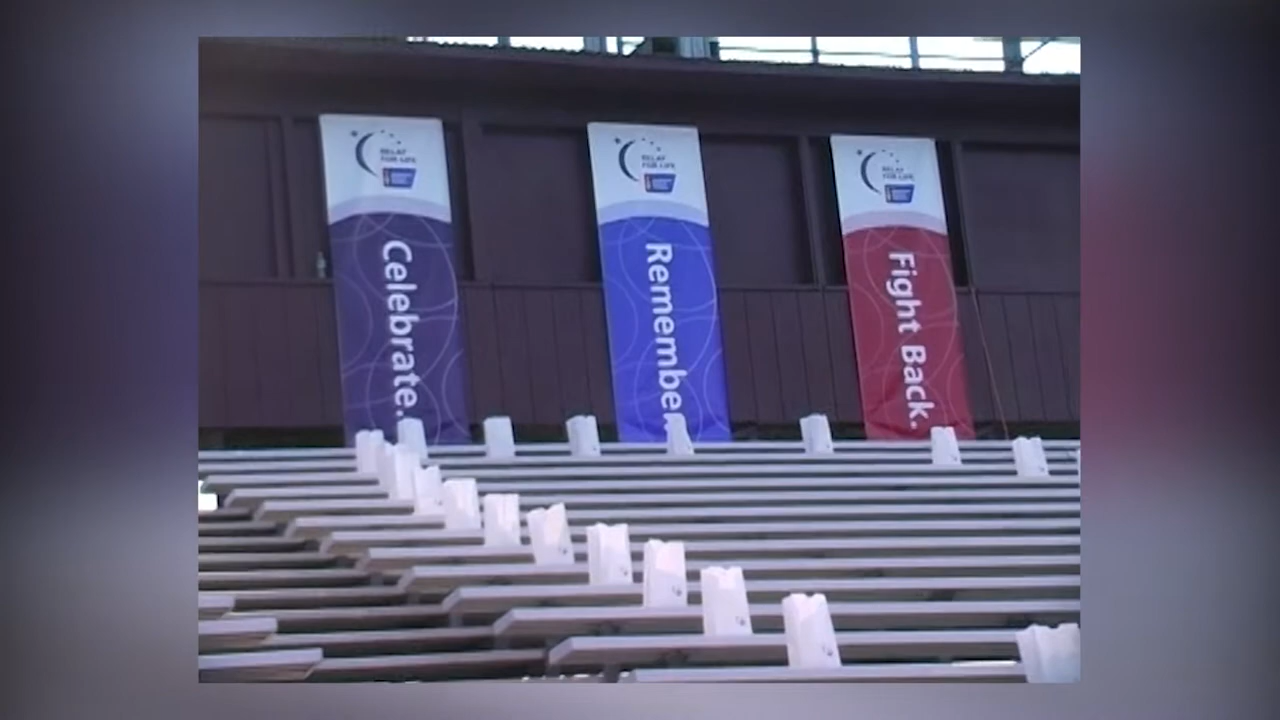 RELAY
FOR LIFE
Celebrate.
RELAY
FOR LIFE
Remember.
RELAY
FOR LIFE
Fight Back.